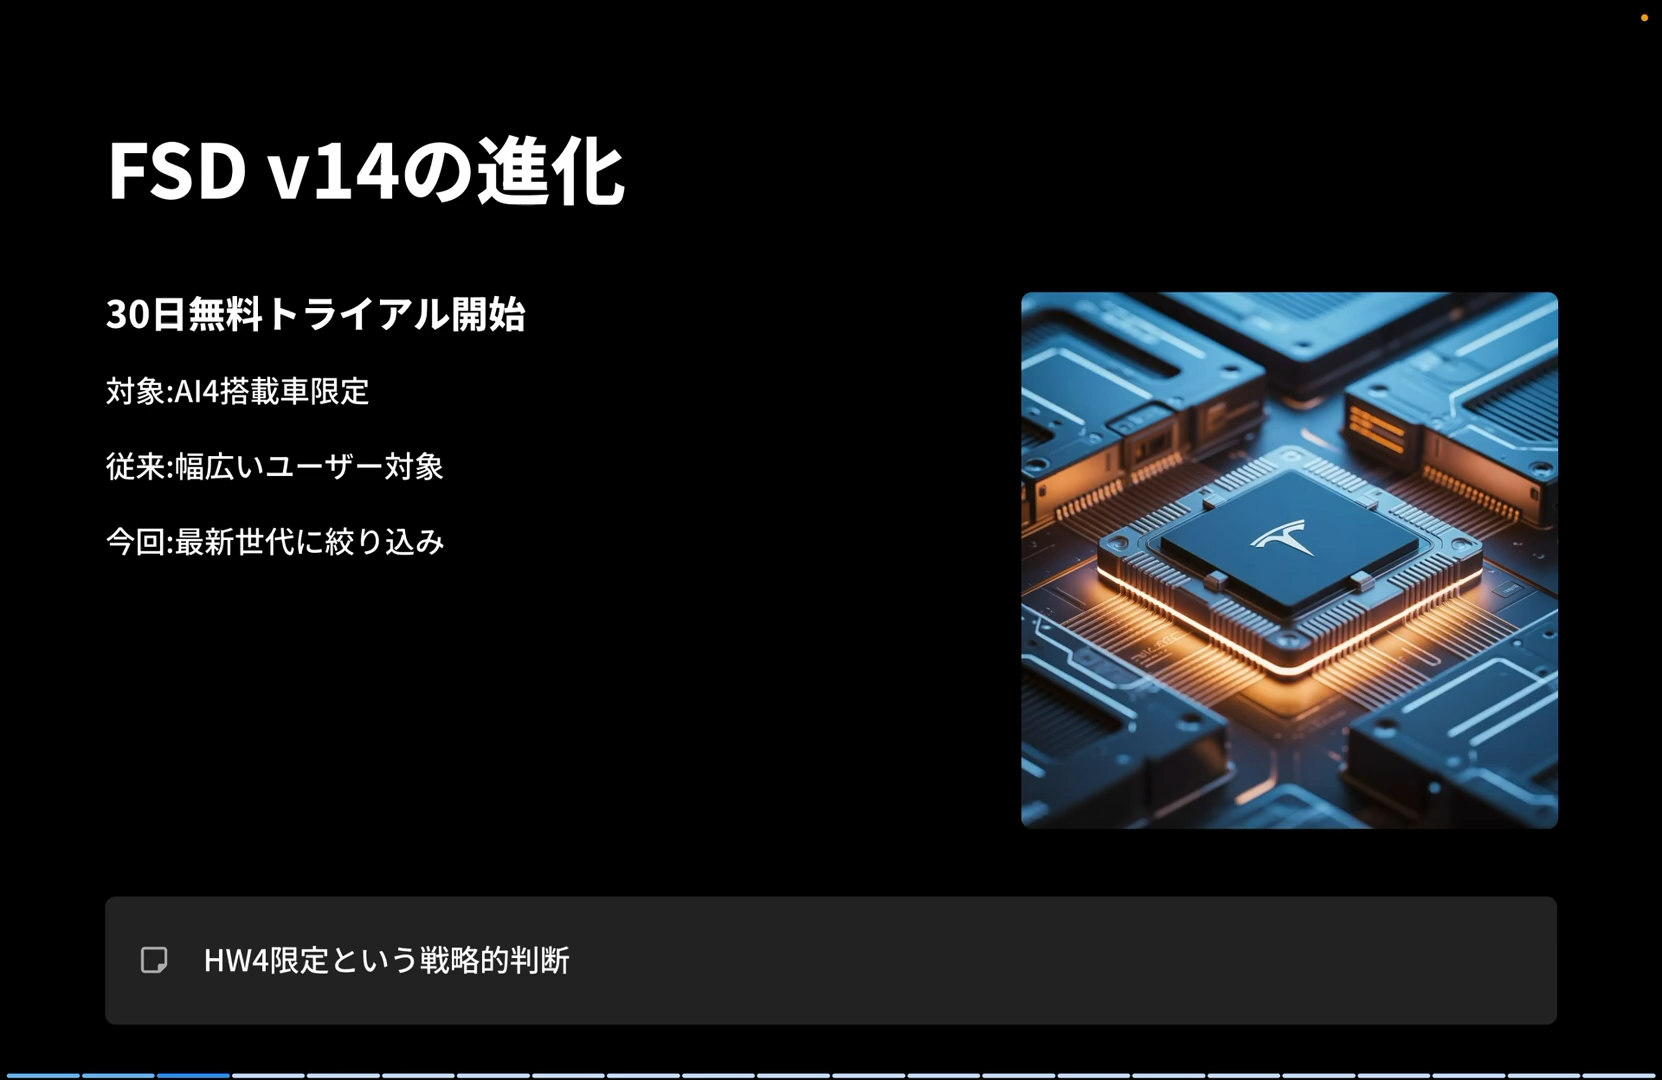 FSD v14の進化
30日無料トライアル開始
対象:AI4搭載車限定
従来:幅広いユーザー対象
今回:最新世代に絞り込み
HW4限定という戦略的判断